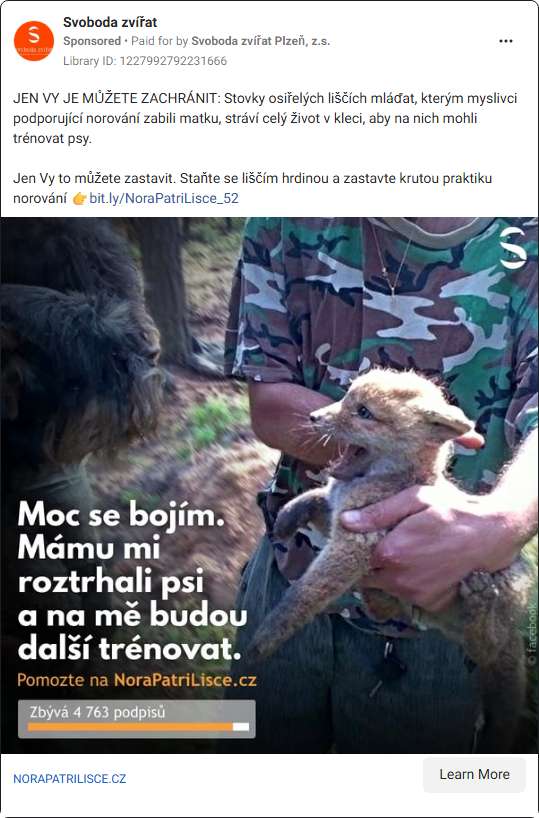 Svoboda zvířat
Sponsored • Paid for by Svoboda zvířat Plzeň, z.s.
Library ID: 1227992792231666
JEN VY JE MŮŽETE ZACHRÁNIT: Stovky osiřelých liščích mláďat, kterým myslivci
podporující norování zabili matku, stráví celý život v kleci, aby na nich mohli
trénovat psy.
Jen Vy to můžete zastavit. Staňte se liščím hrdinou a zastavte krutou praktiku
norování 👉 bit.ly/NoraPatriLisce_52
S
Moc se bojím.
Mámu mi
roztrhali psi
a na mě budou
další trénovat.
Pomozte na NoraPatriLisce.cz
Zbývá 4 763 podpisů
© facebook
NORAPATRILISCE.CZ
Learn More